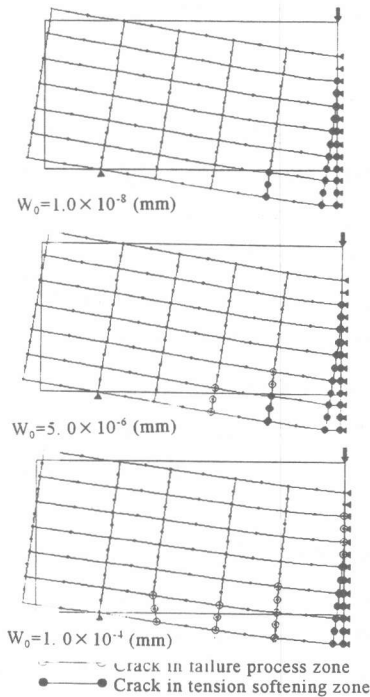 W₀=1.0×10⁻⁸ (mm)
W₀=5. 0×10⁻⁶ (mm)
W₀=1. 0×10⁻⁴ (mm)
Crack in failure process zone
Crack in tension softening zone